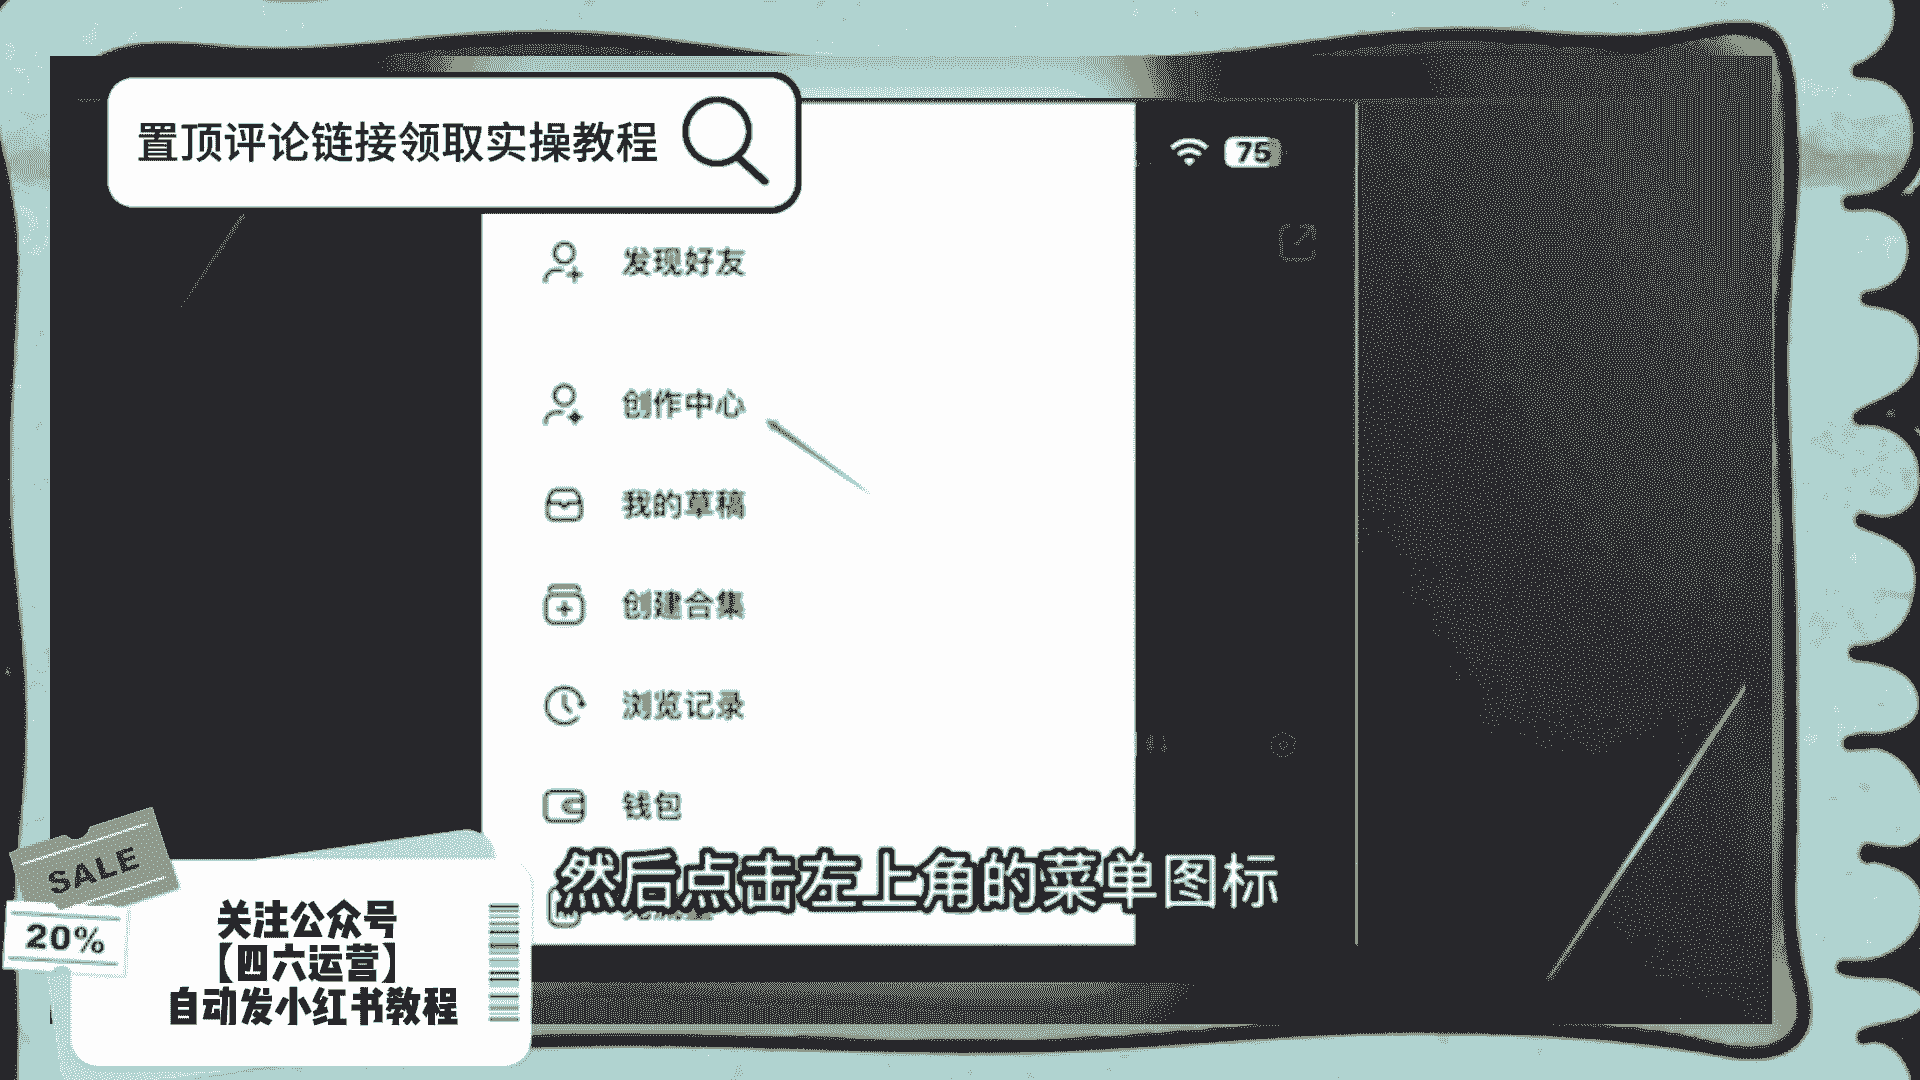 置顶评论链接领取实操教程
75
发现好友
创作中心
我的草稿
创建合集
浏览记录
钱包
然后点击左上角的菜单图标
SALE
20%
关注公众号
【四六运营】
自动发小红书教程